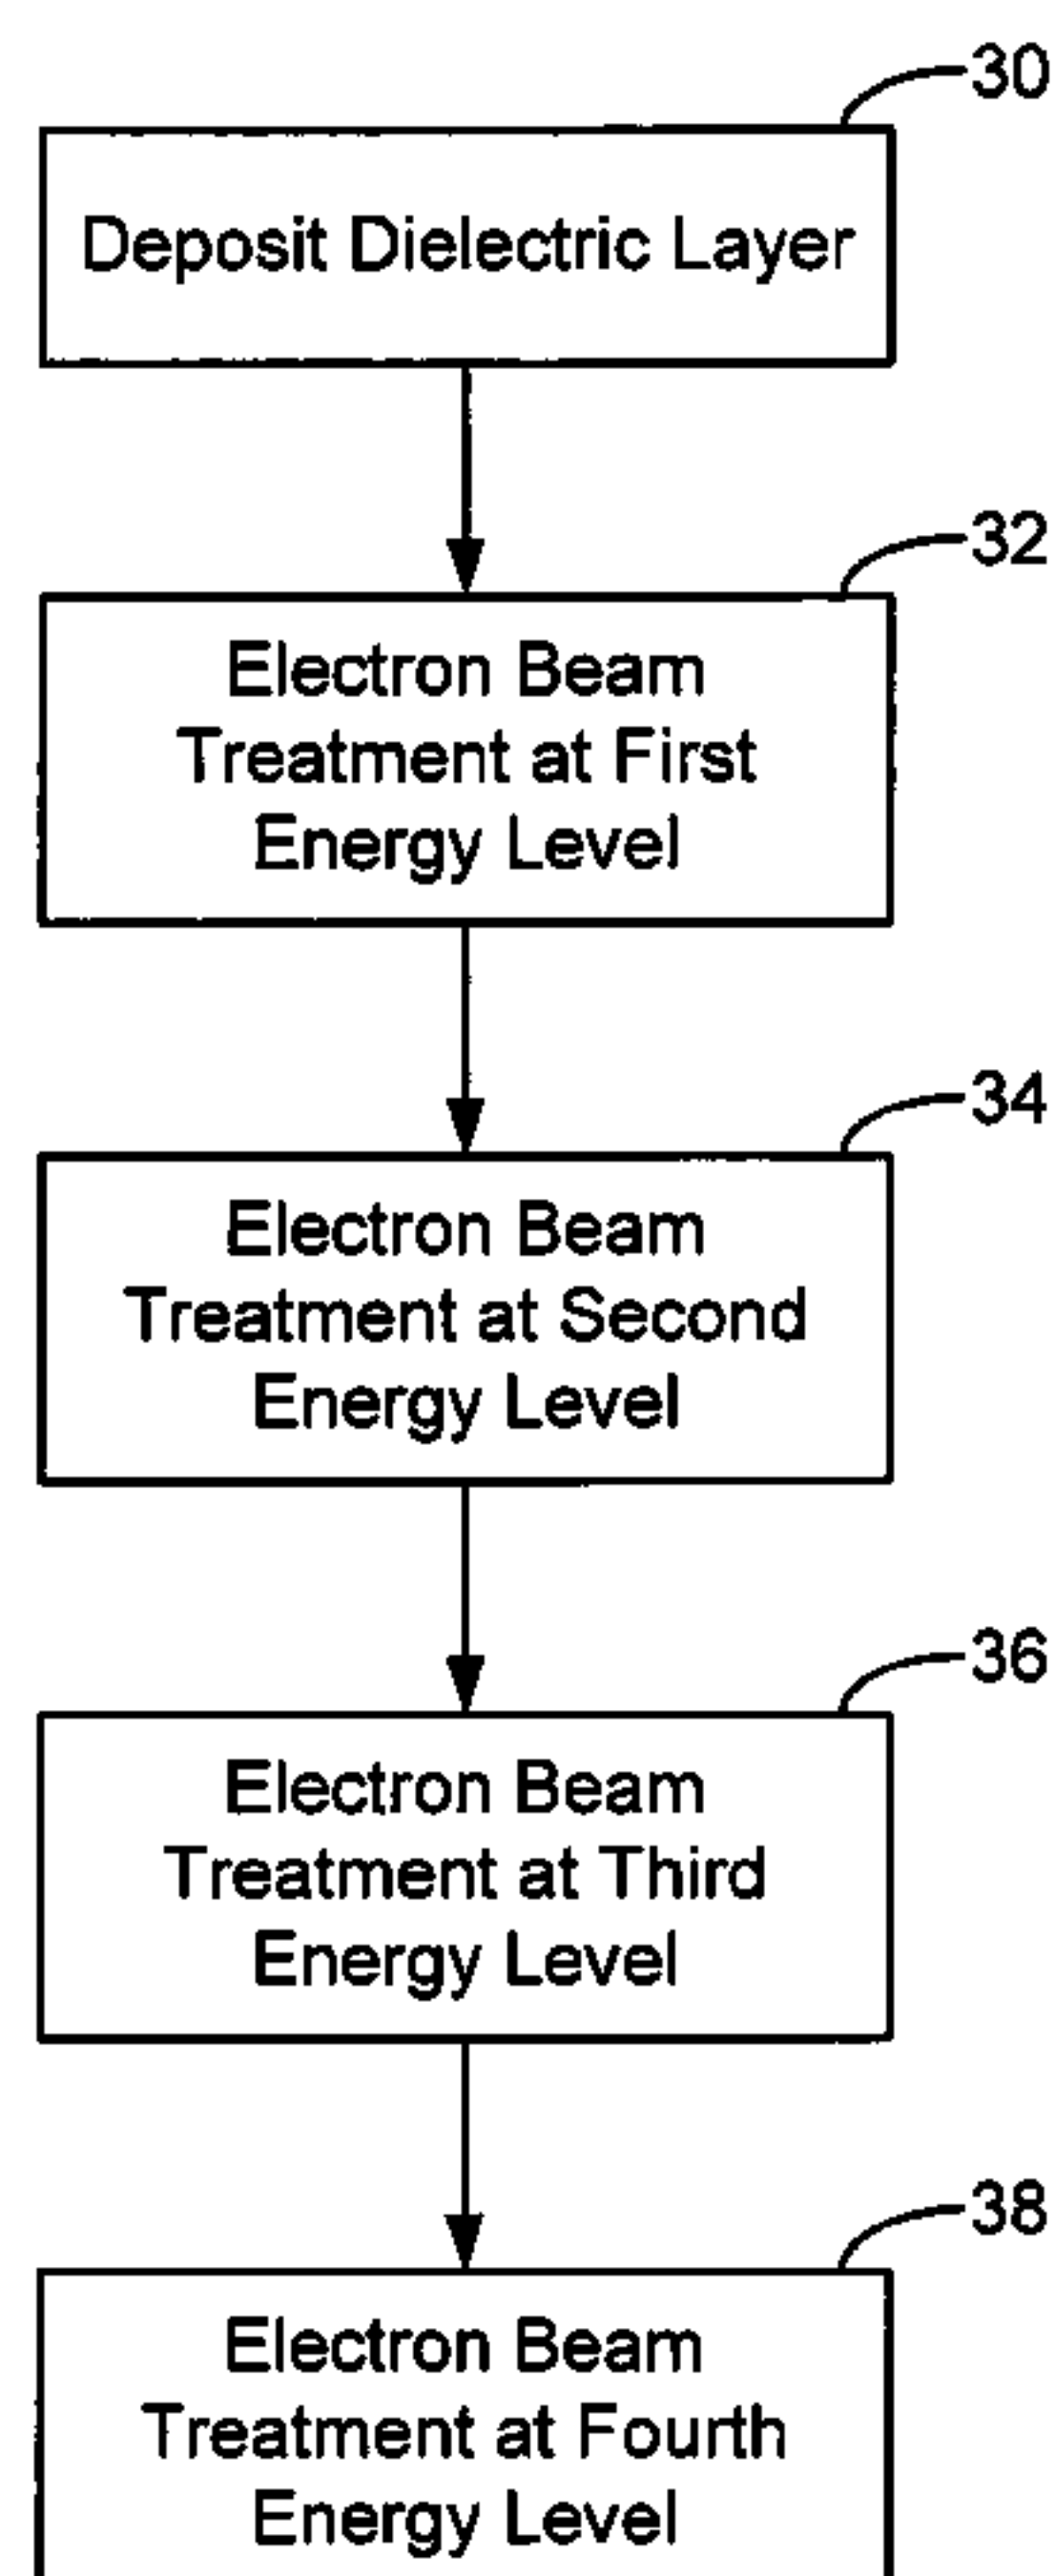 30
Deposit Dielectric Layer
32
Electron Beam
Treatment at First
Energy Level
34
Electron Beam
Treatment at Second
Energy Level
36
Electron Beam
Treatment at Third
Energy Level
38
Electron Beam
Treatment at Fourth
Energy Level